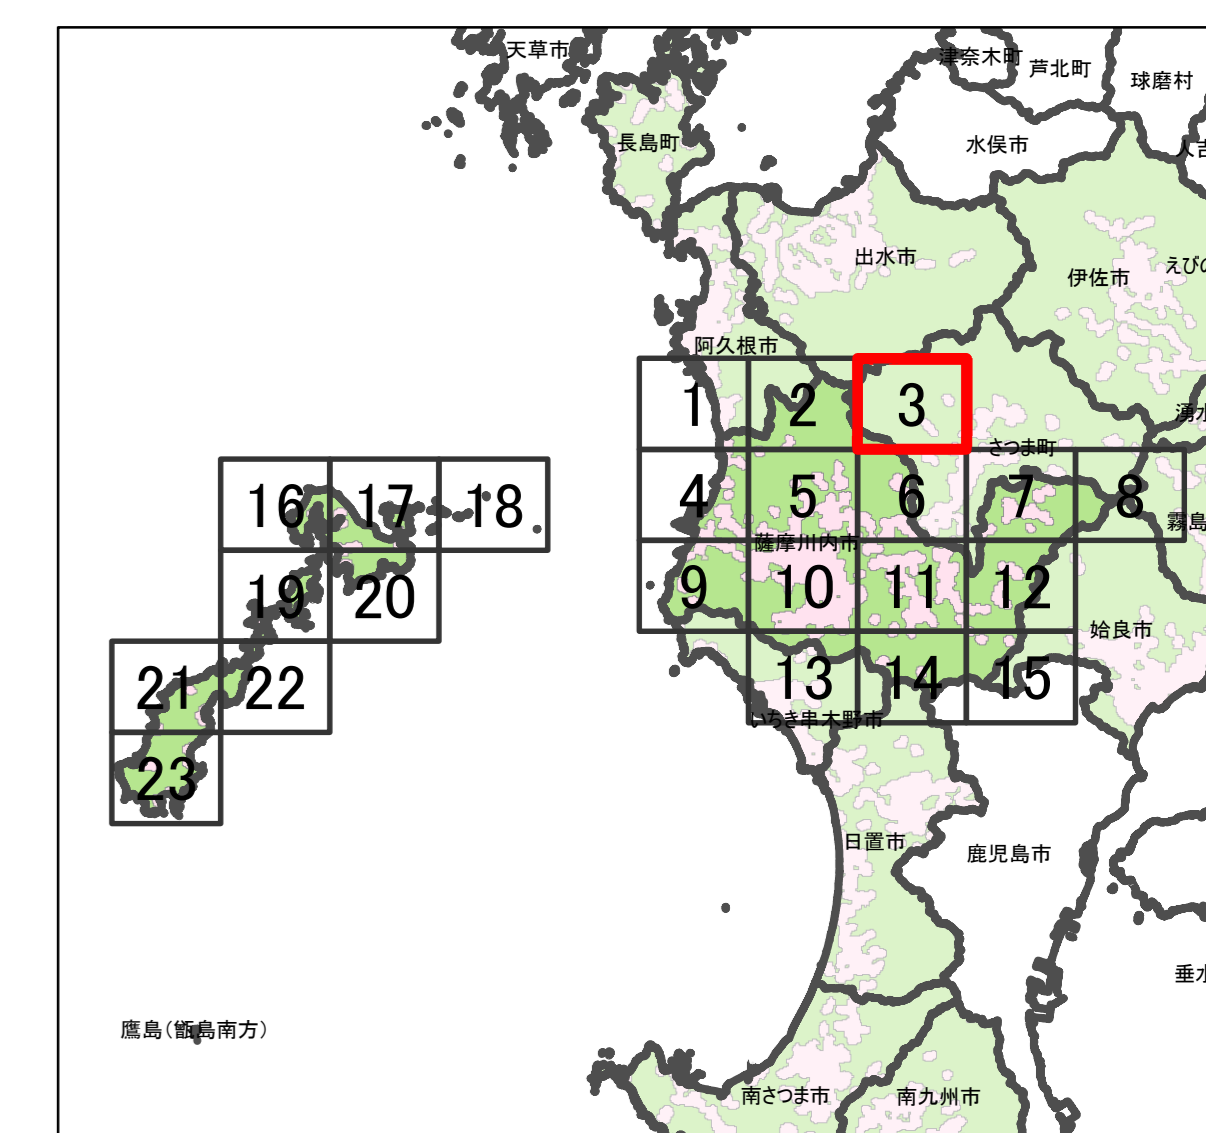 天草市
津奈木町
芦北町
球磨村
長島町
水俣市
出水市
伊佐市
阿久根市
1
2
3
さつま町
4
5
6
7
8
16
17
18
薩摩川内市
9
10
11
12
19
20
姶良市
21
22
13
14
15
いちき串木野市
23
日置市
鹿児島市
鷹島(甑島南方)
南さつま市
南九州市